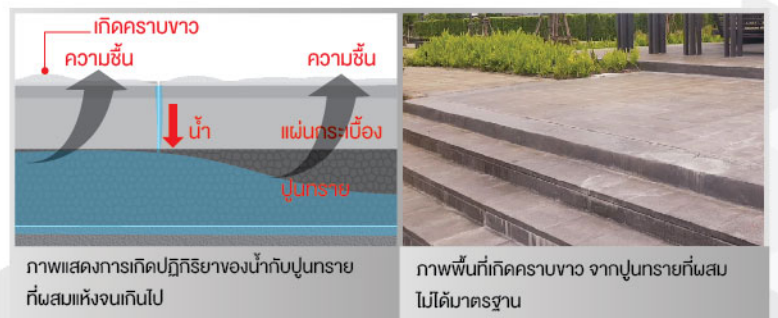 เกิดคราบขาว
ความชื้น
ความชื้น
น้ำ
แผ่นกระเบื้อง
ปูนทราย
ภาพแสดงการเกิดปฏิกิริยาของน้ำกับปูนทราย
ที่ผสมแห้งจนเกินไป
ภาพพื้นที่เกิดคราบขาว จากปูนทรายที่ผสม
ไม่ได้มาตรฐาน